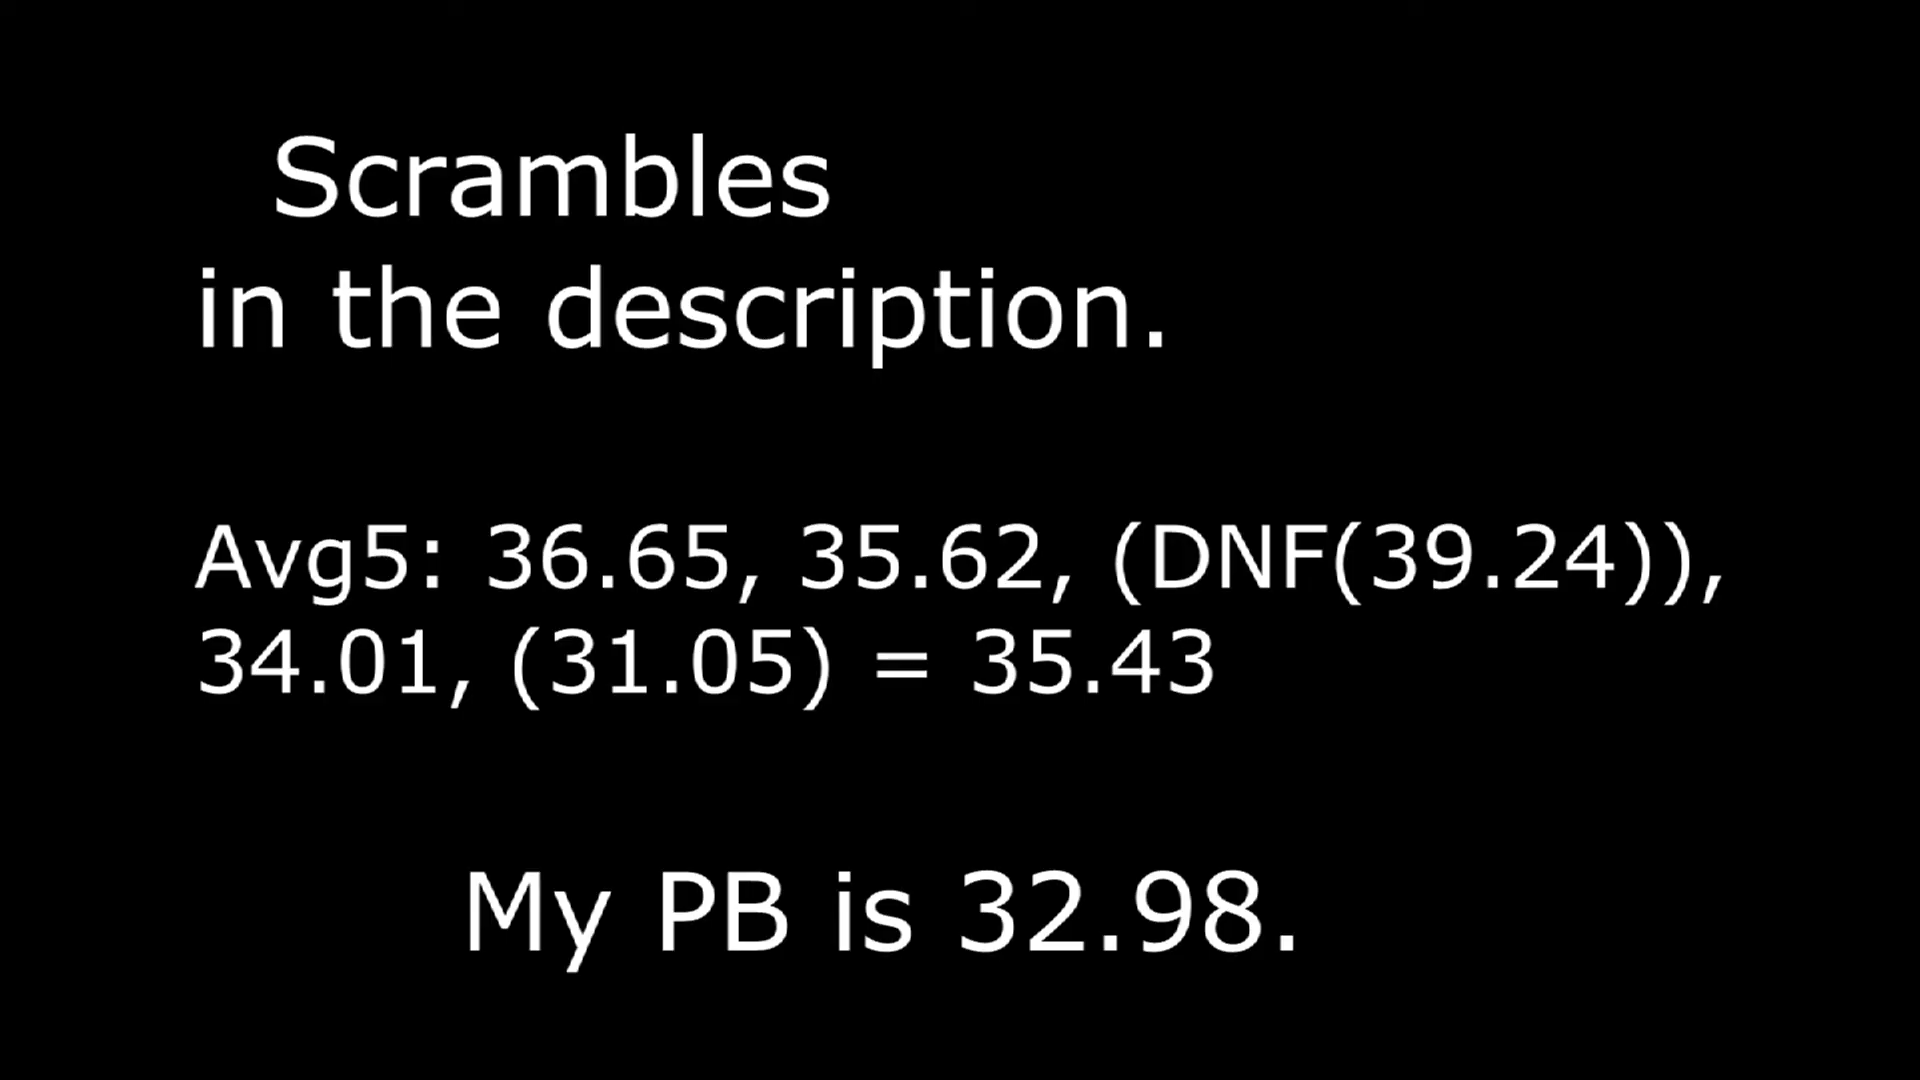 Scrambles
in the description.
Avg5: 36.65, 35.62, (DNF(39.24)),
34.01, (31.05) = 35.43
My PB is 32.98.